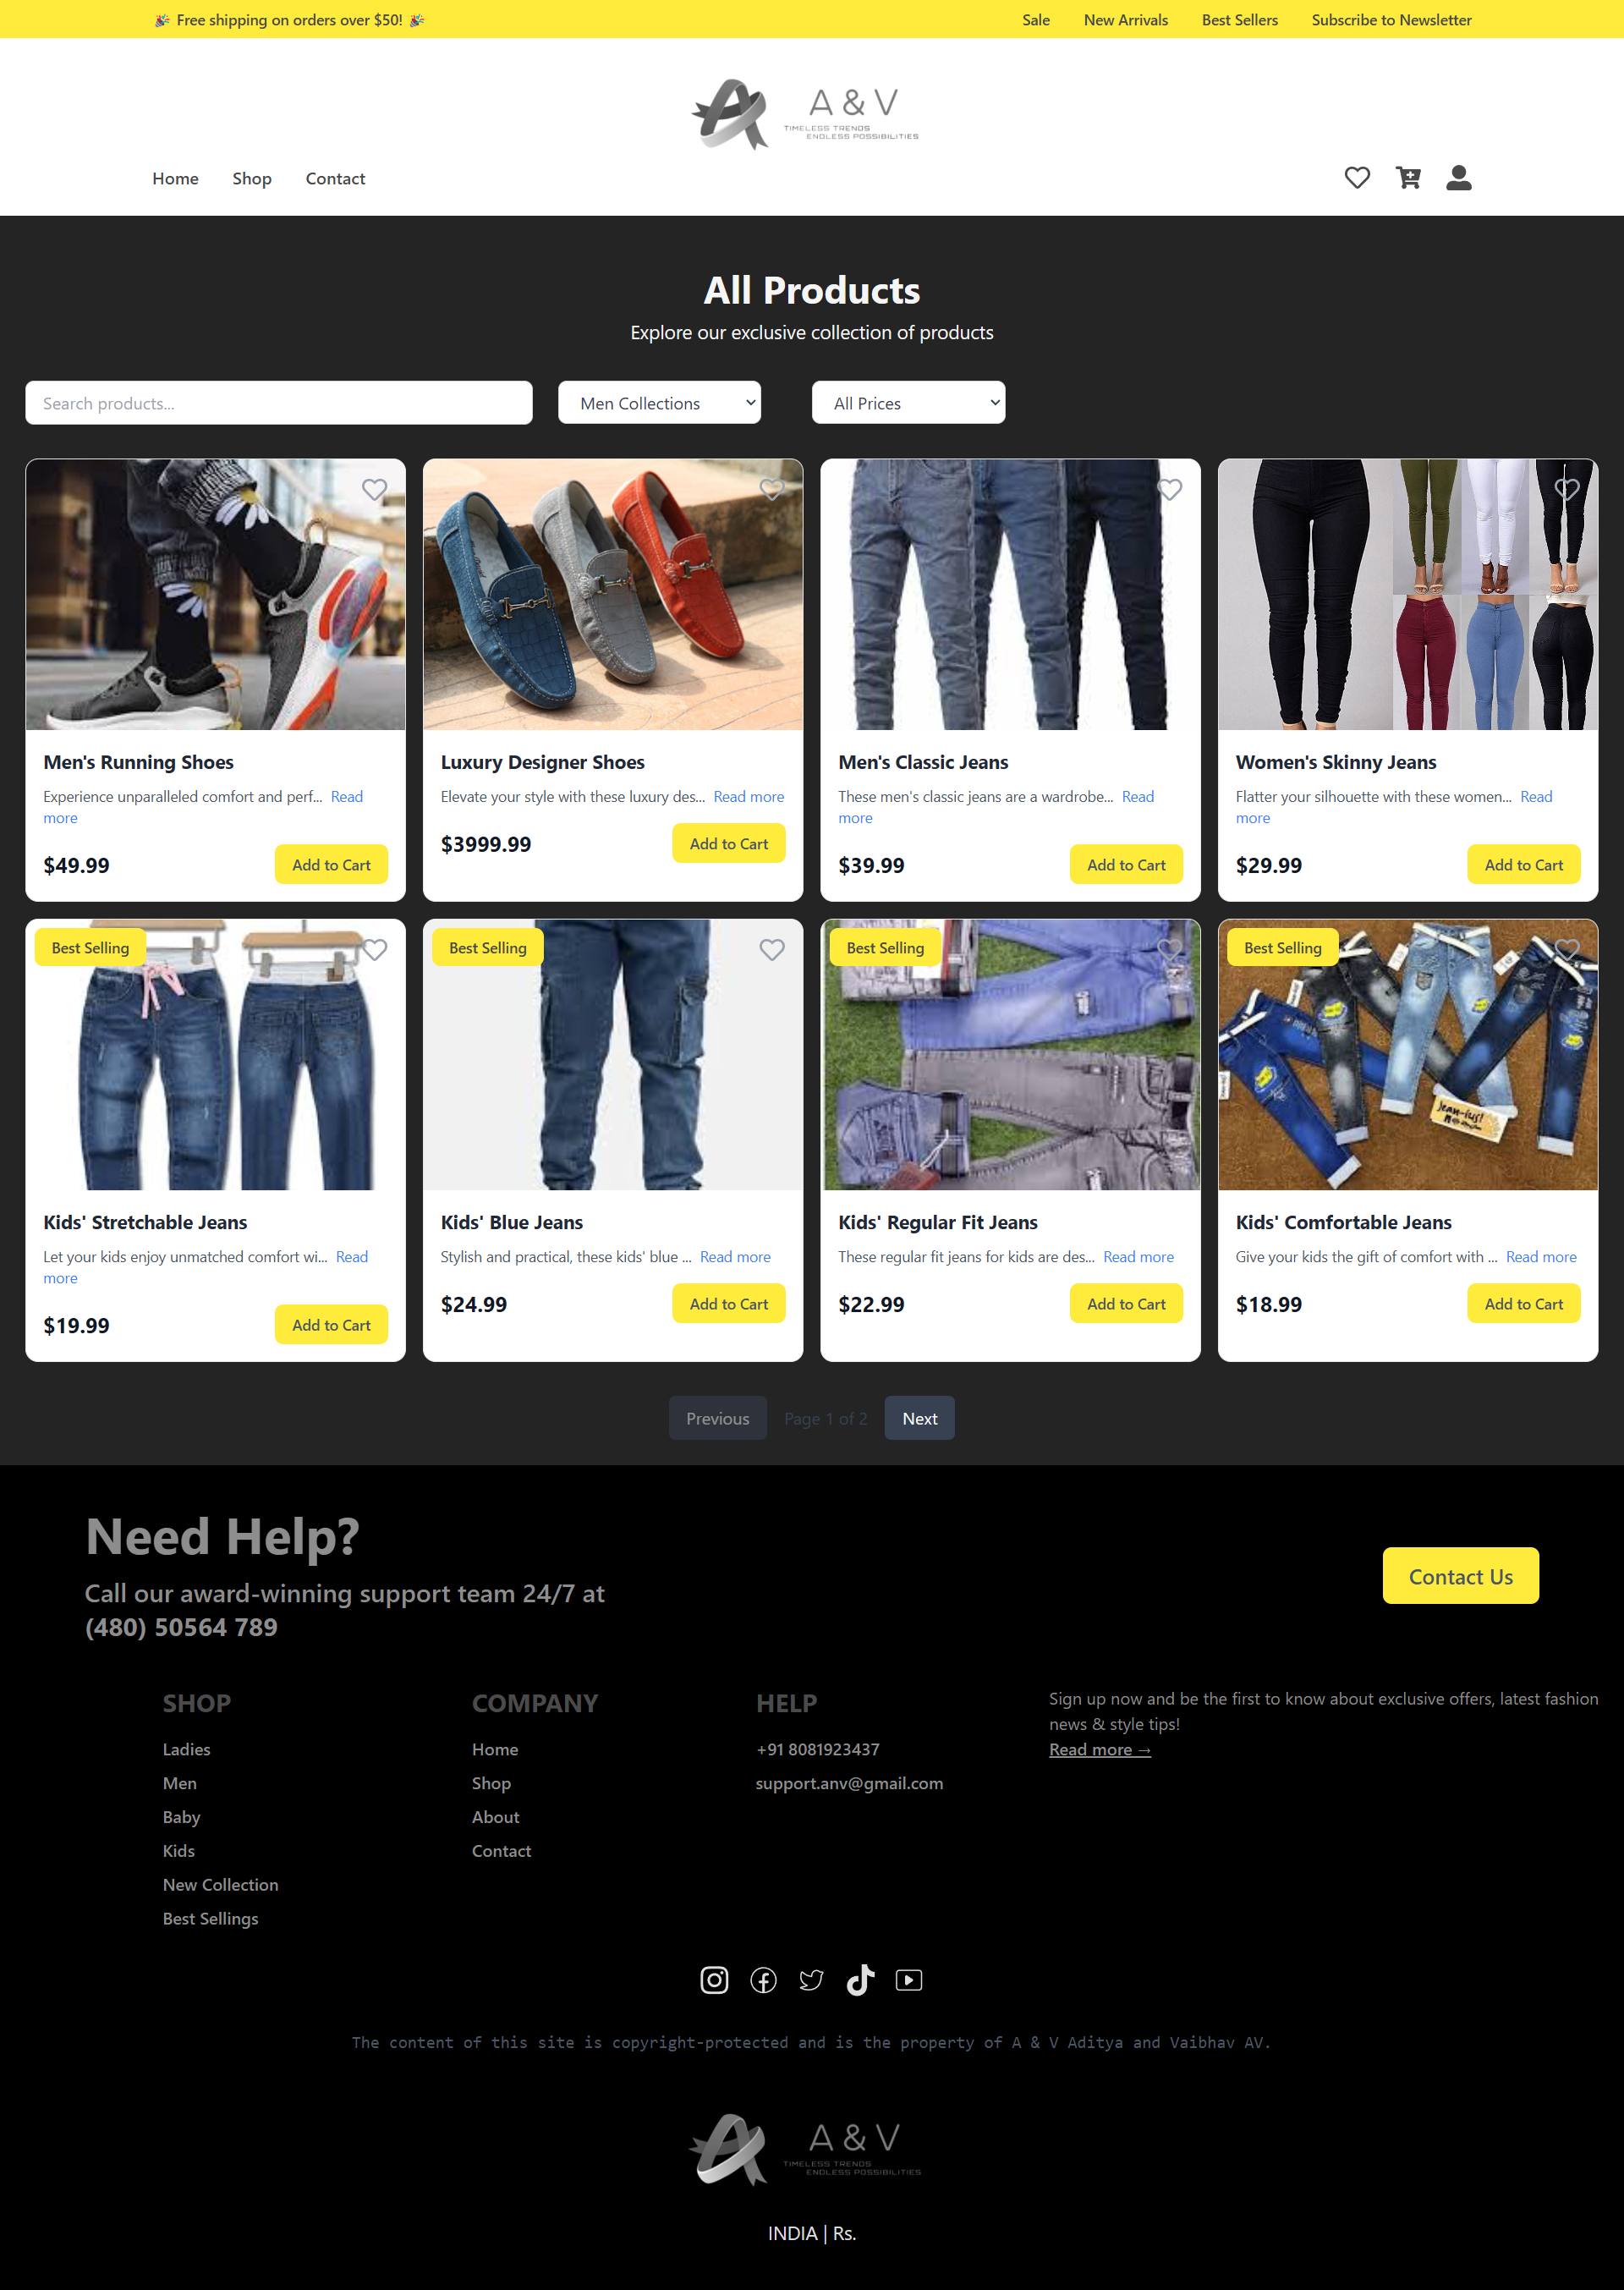 🎉 Free shipping on orders over $50! 🎉
Sale
New Arrivals
Best Sellers
Subscribe to Newsletter
A & V
TIMELESS TRENDS
ENDLESS POSSIBILITIES
Home
Shop
Contact
All Products
Explore our exclusive collection of products
Search products...
Men Collections
All Prices
Men's Running Shoes
Experience unparalleled comfort and perf... Read
more
$49.99
Add to Cart
Luxury Designer Shoes
Elevate your style with these luxury des... Read more
$3999.99
Add to Cart
Men's Classic Jeans
These men's classic jeans are a wardrobe... Read
more
$39.99
Add to Cart
Women's Skinny Jeans
Flatter your silhouette with these women... Read
more
$29.99
Add to Cart
Best Selling
Kids' Stretchable Jeans
Let your kids enjoy unmatched comfort wi... Read
more
$19.99
Add to Cart
Best Selling
Kids' Blue Jeans
Stylish and practical, these kids' blue ... Read more
$24.99
Add to Cart
Best Selling
Kids' Regular Fit Jeans
These regular fit jeans for kids are des... Read more
$22.99
Add to Cart
Best Selling
Kids' Comfortable Jeans
Give your kids the gift of comfort with ... Read more
$18.99
Add to Cart
Previous
Page 1 of 2
Next
Need Help?
Call our award-winning support team 24/7 at
(480) 50564 789
Contact Us
SHOP
Ladies
Men
Baby
Kids
New Collection
Best Sellings
COMPANY
Home
Shop
About
Contact
HELP
+91 8081923437
support.anv@gmail.com
Sign up now and be the first to know about exclusive offers, latest fashion
news & style tips!
Read more →
The content of this site is copyright-protected and is the property of A & V Aditya and Vaibhav AV.
A & V
TIMELESS TRENDS
ENDLESS POSSIBILITIES
INDIA | Rs.